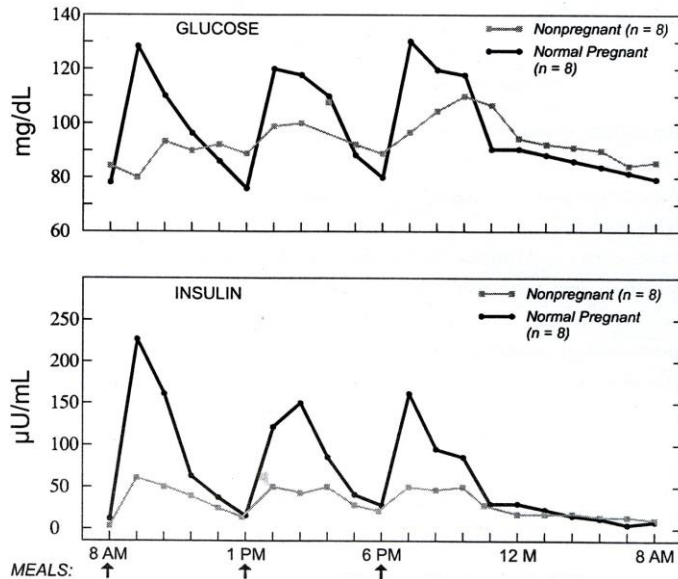 GLUCOSE
Nonpregnant (n = 8)
Normal Pregnant
(n = 8)
140
120
100
80
60
mg/dL
INSULIN
Nonpregnant (n = 8)
Normal Pregnant
(n = 8)
250
200
150
100
50
0
µU/mL
8 AM 1 PM 6 PM 12 M 8 AM
MEALS: